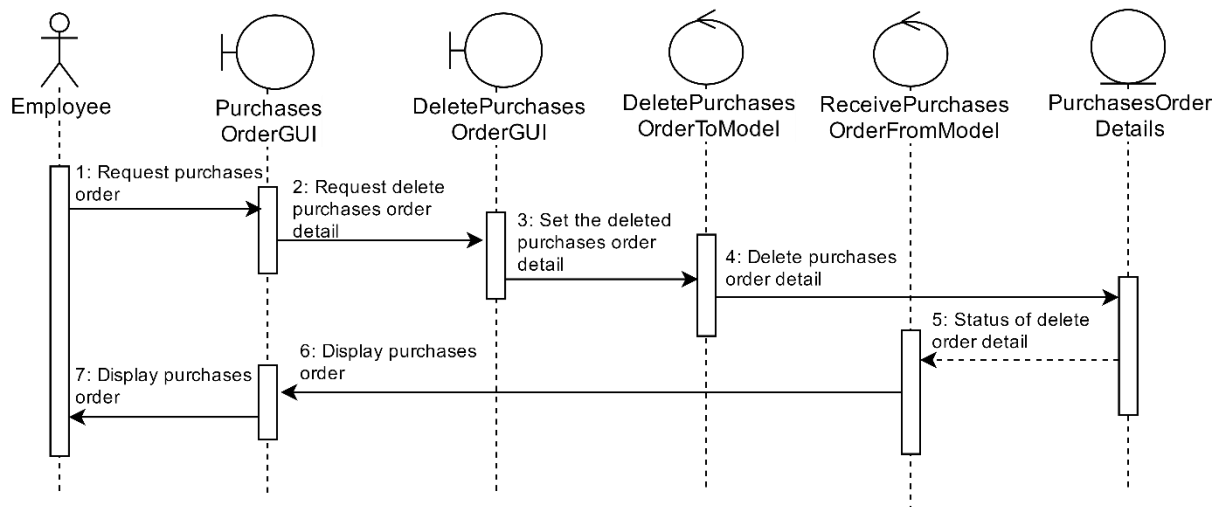 Employee
Purchases
OrderGUI
DeletePurchases
OrderGUI
DeletePurchases
OrderToModel
ReceivePurchases
OrderFromModel
PurchasesOrder
Details
1: Request purchases
order
2: Request delete
purchases order
detail
3: Set the deleted
purchases order
detail
4: Delete purchases
order detail
5: Status of delete
order detail
6: Display purchases
order
7: Display purchases
order